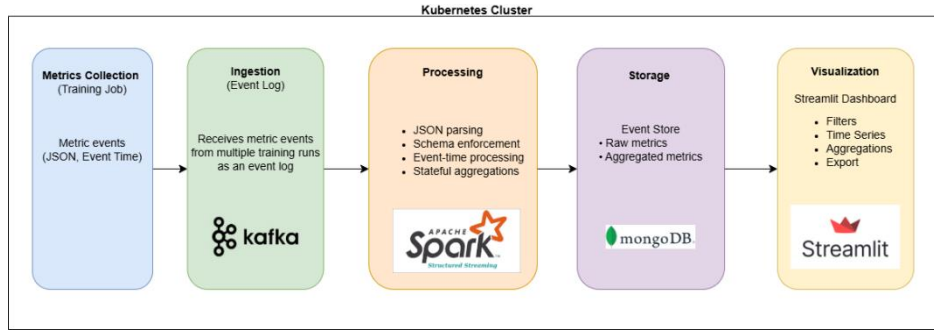 Kubernetes Cluster
Metrics Collection
(Training Job)
Metric events
(JSON, Event Time)
Ingestion
(Event Log)
Receives metric events
from multiple training runs
as an event log
kafka
Processing
• JSON parsing
• Schema enforcement
• Event-time processing
• Stateful aggregations
APACHE
Spark
Structured Streaming
Storage
Event Store
• Raw metrics
• Aggregated metrics
mongoDB
Visualization
Streamlit Dashboard
• Filters
• Time Series
• Aggregations
• Export
Streamlit